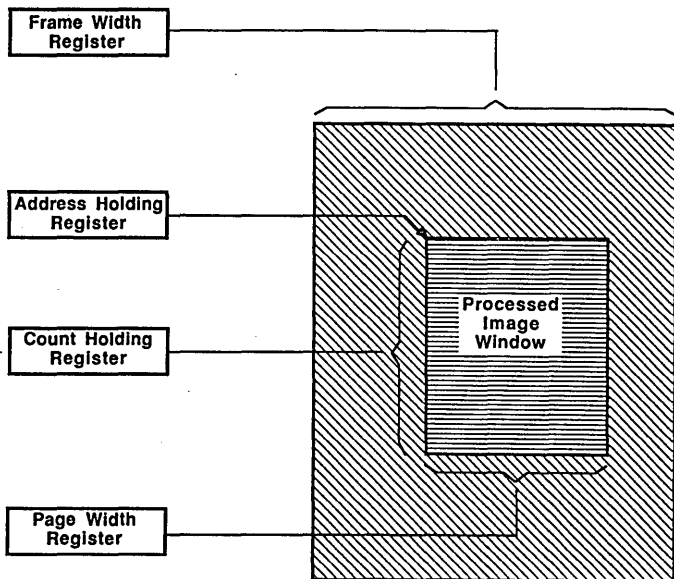 Frame Width
Register
Address Holding
Register
Processed
Image
Window
Count Holding
Register
Page Width
Register